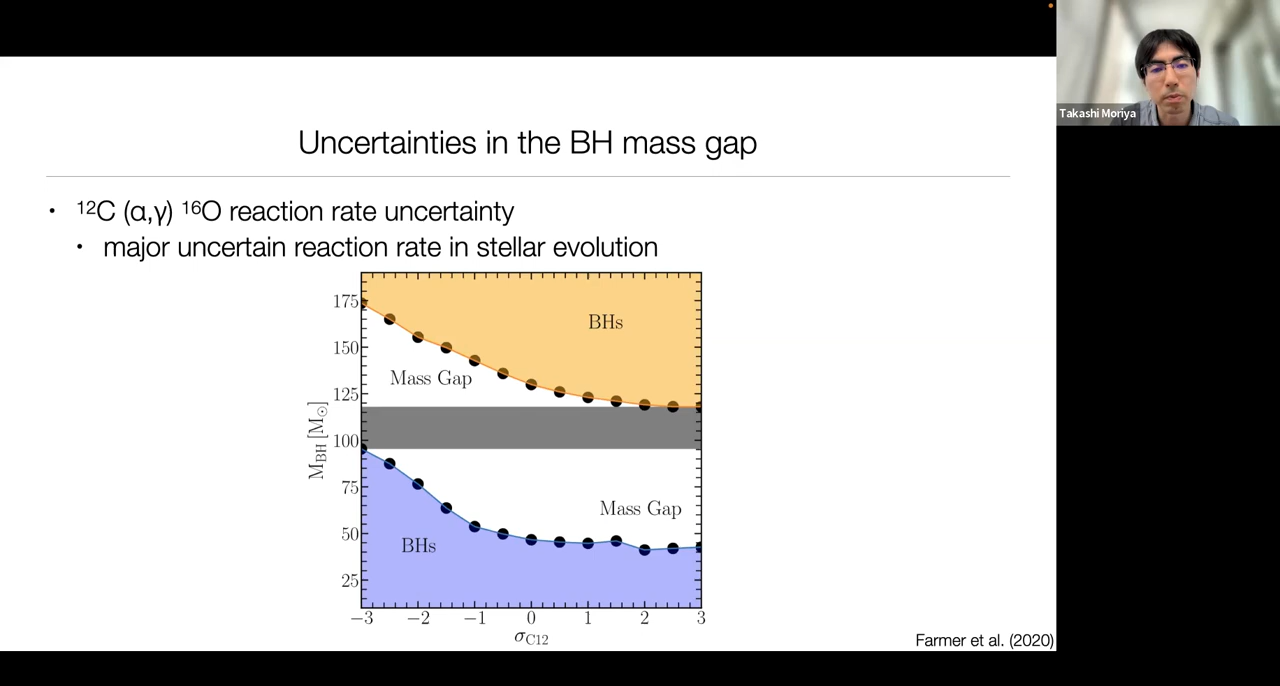 Takashi Moriya
Uncertainties in the BH mass gap
• ¹²C (α,γ) ¹⁶O reaction rate uncertainty
• major uncertain reaction rate in stellar evolution
175
150
125
100
75
50
25
M_BH [M_⊙]
BHs
Mass Gap
Mass Gap
BHs
−3 −2 −1 0 1 2 3
σ_C12
Farmer et al. (2020)